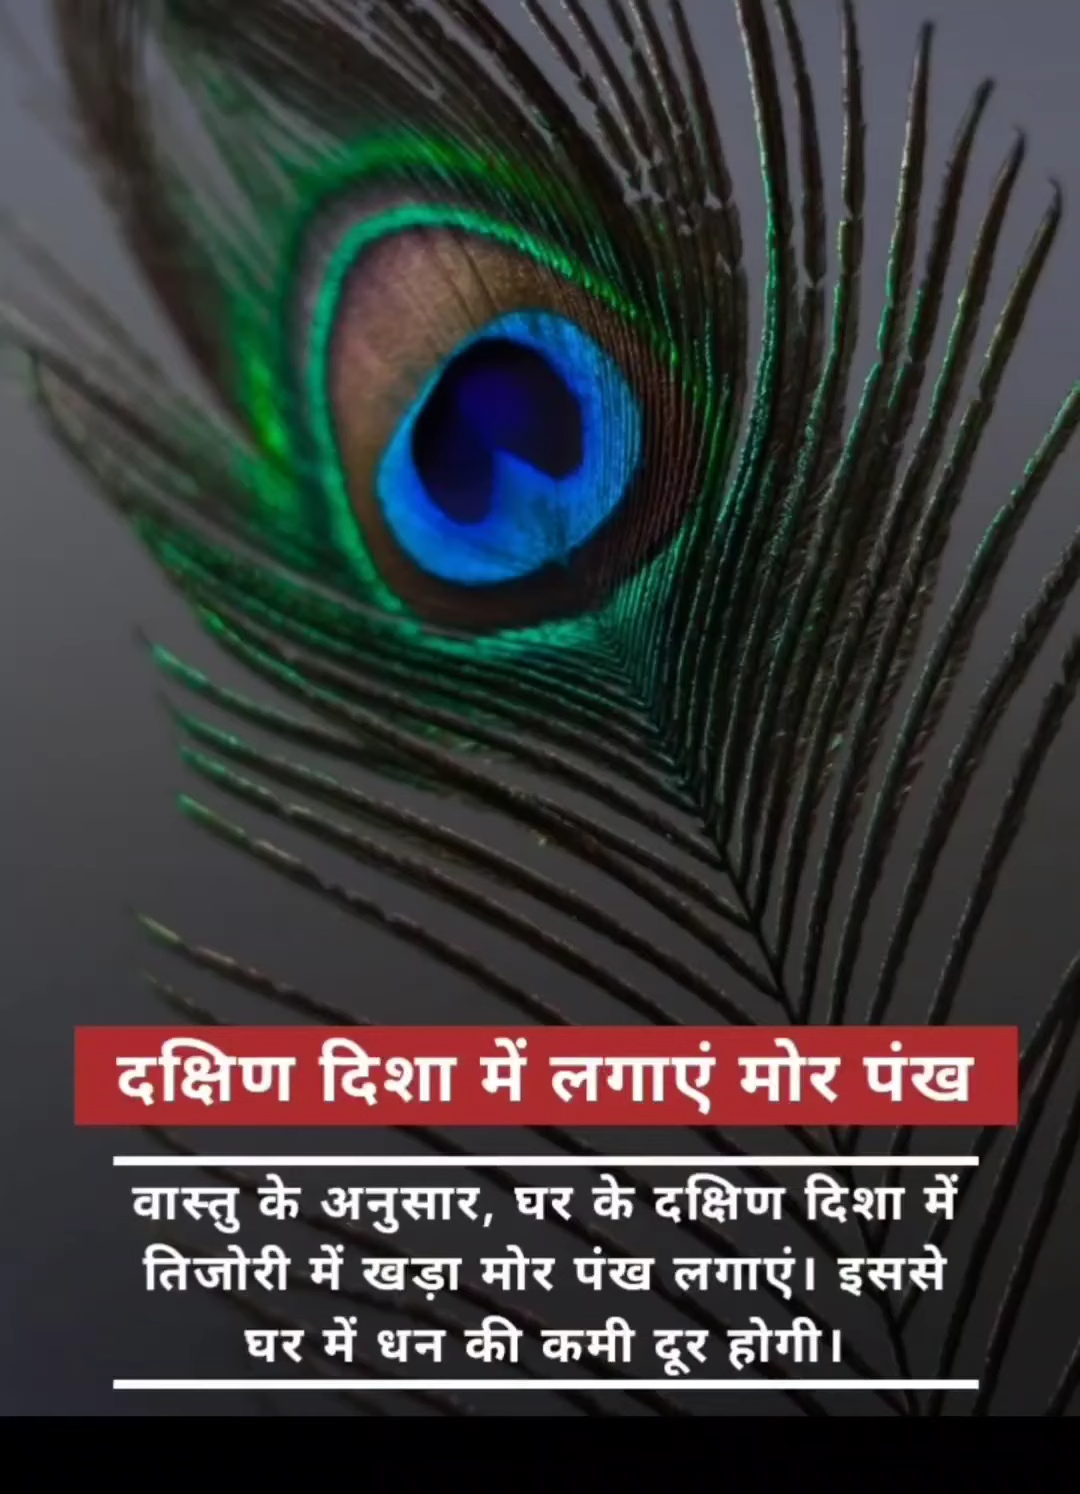 दक्षिण दिशा में लगाएं मोर पंख
वास्तु के अनुसार, घर के दक्षिण दिशा में
तिजोरी में खड़ा मोर पंख लगाएं। इससे
घर में धन की कमी दूर होगी।